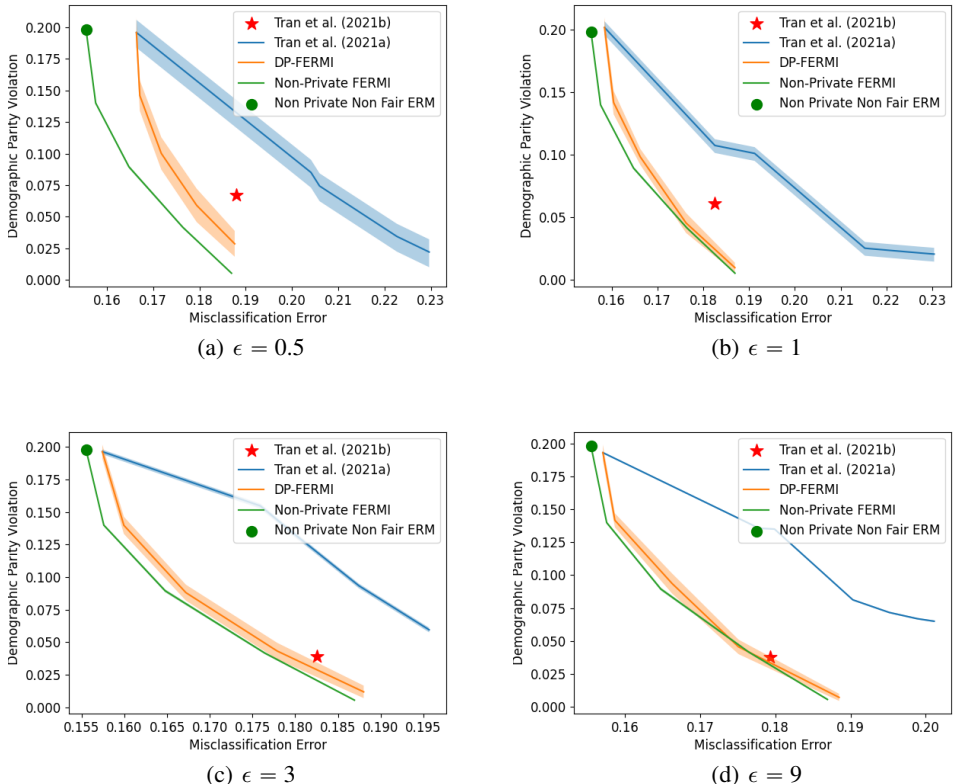 0.200
0.175
0.150
0.125
0.100
0.075
0.050
0.025
0.000
Demographic Parity Violation
Tran et al. (2021b)
Tran et al. (2021a)
DP-FERMI
Non-Private FERMI
Non Private Non Fair ERM
0.16 0.17 0.18 0.19 0.20 0.21 0.22 0.23
Misclassification Error
(a) ϵ = 0.5
0.20
0.15
0.10
0.05
0.00
Demographic Parity Violation
Tran et al. (2021b)
Tran et al. (2021a)
DP-FERMI
Non-Private FERMI
Non Private Non Fair ERM
0.16 0.17 0.18 0.19 0.20 0.21 0.22 0.23
Misclassification Error
(b) ϵ = 1
0.200
0.175
0.150
0.125
0.100
0.075
0.050
0.025
0.000
Demographic Parity Violation
Tran et al. (2021b)
Tran et al. (2021a)
DP-FERMI
Non-Private FERMI
Non Private Non Fair ERM
0.155 0.160 0.165 0.170 0.175 0.180 0.185 0.190 0.195
Misclassification Error
(c) ϵ = 3
0.200
0.175
0.150
0.125
0.100
0.075
0.050
0.025
0.000
Demographic Parity Violation
Tran et al. (2021b)
Tran et al. (2021a)
DP-FERMI
Non-Private FERMI
Non Private Non Fair ERM
0.16 0.17 0.18 0.19 0.20
Misclassification Error
(d) ϵ = 9